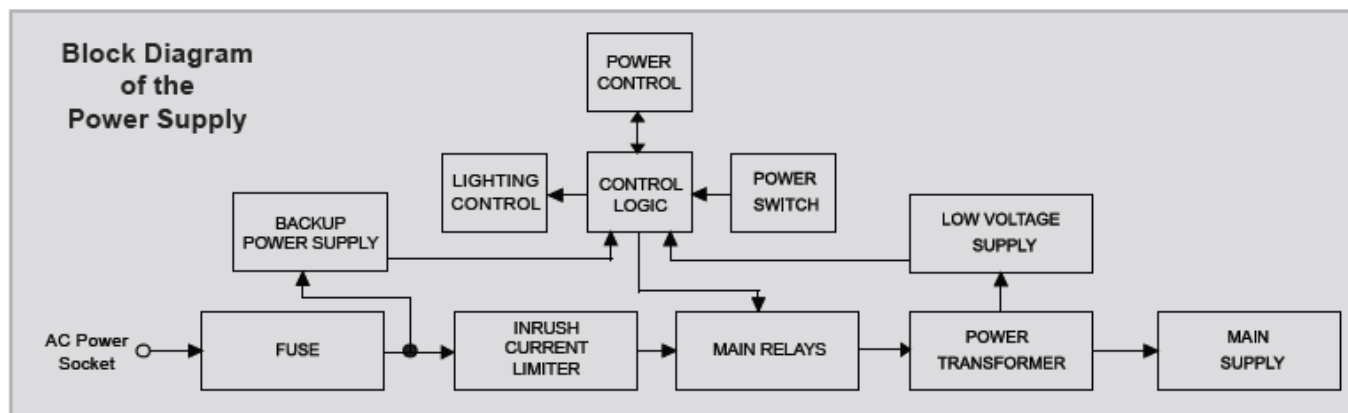 Block Diagram
of the
Power Supply
POWER
CONTROL
LIGHTING
CONTROL
CONTROL
LOGIC
POWER
SWITCH
BACKUP
POWER SUPPLY
LOW VOLTAGE
SUPPLY
AC Power
Socket
FUSE
INRUSH
CURRENT
LIMITER
MAIN RELAYS
POWER
TRANSFORMER
MAIN
SUPPLY